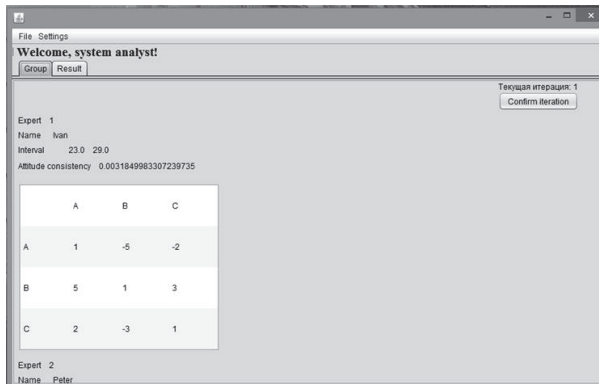 File Settings
Welcome, system analyst!
Group Result
Текущая итерация: 1
Confirm iteration
Expert 1
Name Ivan
Interval 23.0 29.0
Attitude consistency 0.0031849983307239735
A B C
A 1 -5 -2
B 5 1 3
C 2 -3 1
Expert 2
Name Peter